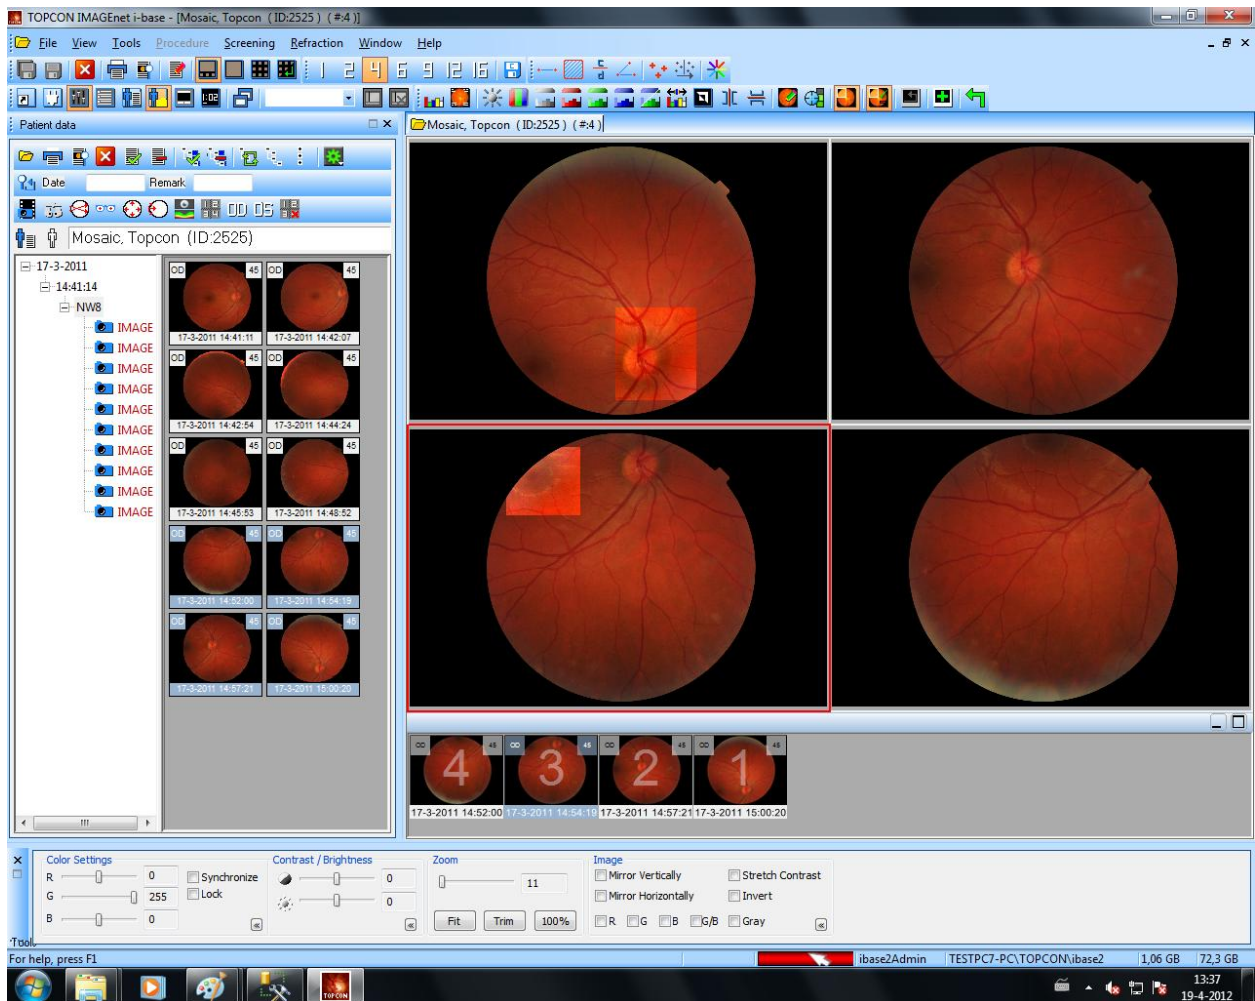 TOPCON IMAGEnet i-base - [Mosaic, Topcon (ID:2525) (#:4)]
File View Tools Procedure Screening Refraction Window Help
1 2 4 6 9 12 16
Patient data
Mosaic, Topcon (ID:2525) (#:4)
Date Remark
OD OS
Mosaic, Topcon (ID:2525)
17-3-2011
14:41:14
NW8
IMAGE
IMAGE
IMAGE
IMAGE
IMAGE
IMAGE
IMAGE
IMAGE
IMAGE
IMAGE
OD 45 OD 45
17-3-2011 14:41:11 17-3-2011 14:42:07
OD 45 OD 45
17-3-2011 14:42:54 17-3-2011 14:44:24
OD 45 OD 45
17-3-2011 14:45:53 17-3-2011 14:48:52
OD 45 OD 45
17-3-2011 14:52:00 17-3-2011 14:54:19
OD 45 OD 45
17-3-2011 14:57:21 17-3-2011 15:00:20
OD 45 OD 45 OD 45 OD 45
4 3 2 1
17-3-2011 14:52:00 17-3-2011 14:54:19 17-3-2011 14:57:21 17-3-2011 15:00:20
Color Settings Contrast / Brightness Zoom Image
R 0 Synchronize 0 11 Mirror Vertically Stretch Contrast
G 255 Lock 0 Mirror Horizontally Invert
B 0 Fit Trim 100% R G B G/B Gray
For help, press F1 ibase2Admin TESTPC7-PC\TOPCON\ibase2 1,06 GB 72,3 GB
TOPCON
13:37
19-4-2012